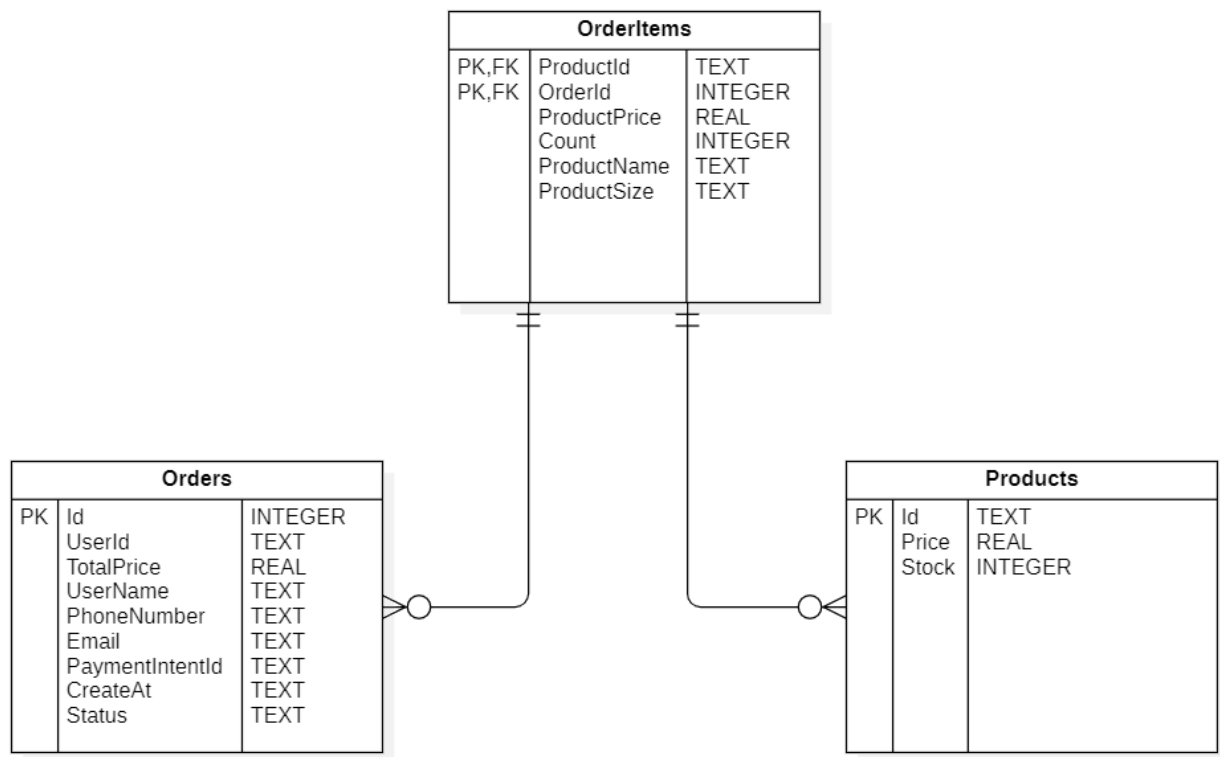 OrderItems
PK,FK ProductId TEXT
PK,FK OrderId INTEGER
ProductPrice REAL
Count INTEGER
ProductName TEXT
ProductSize TEXT
Orders
PK Id INTEGER
UserId TEXT
TotalPrice REAL
UserName TEXT
PhoneNumber TEXT
Email TEXT
PaymentIntentId TEXT
CreateAt TEXT
Status TEXT
Products
PK Id TEXT
Price REAL
Stock INTEGER